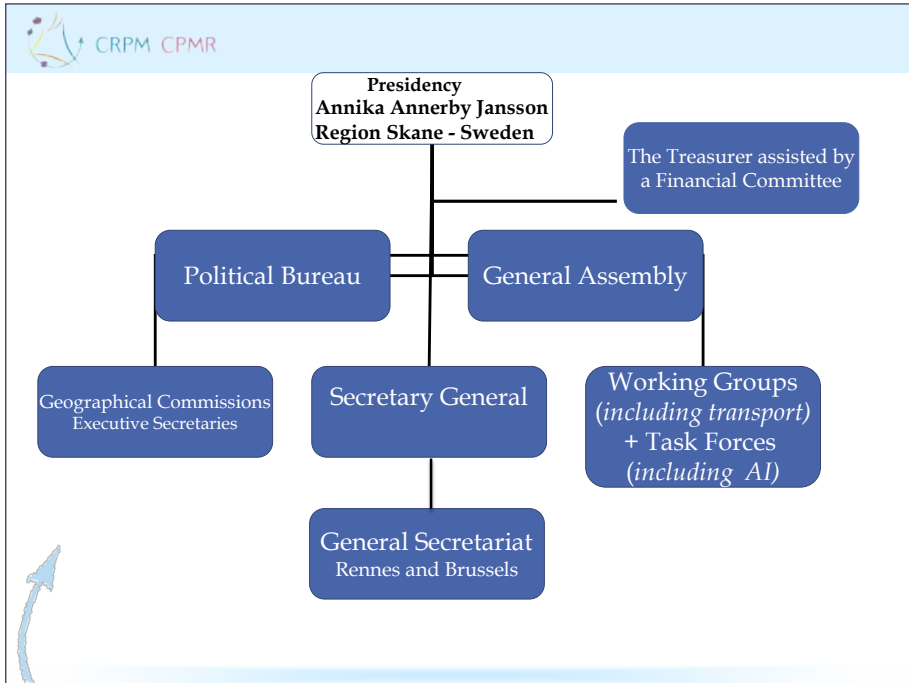 CRPM CPMR
Presidency
Annika Annerby Jansson
Region Skane - Sweden
The Treasurer assisted by
a Financial Committee
Political Bureau
General Assembly
Geographical Commissions
Executive Secretaries
Secretary General
Working Groups
(including transport)
+ Task Forces
(including AI)
General Secretariat
Rennes and Brussels